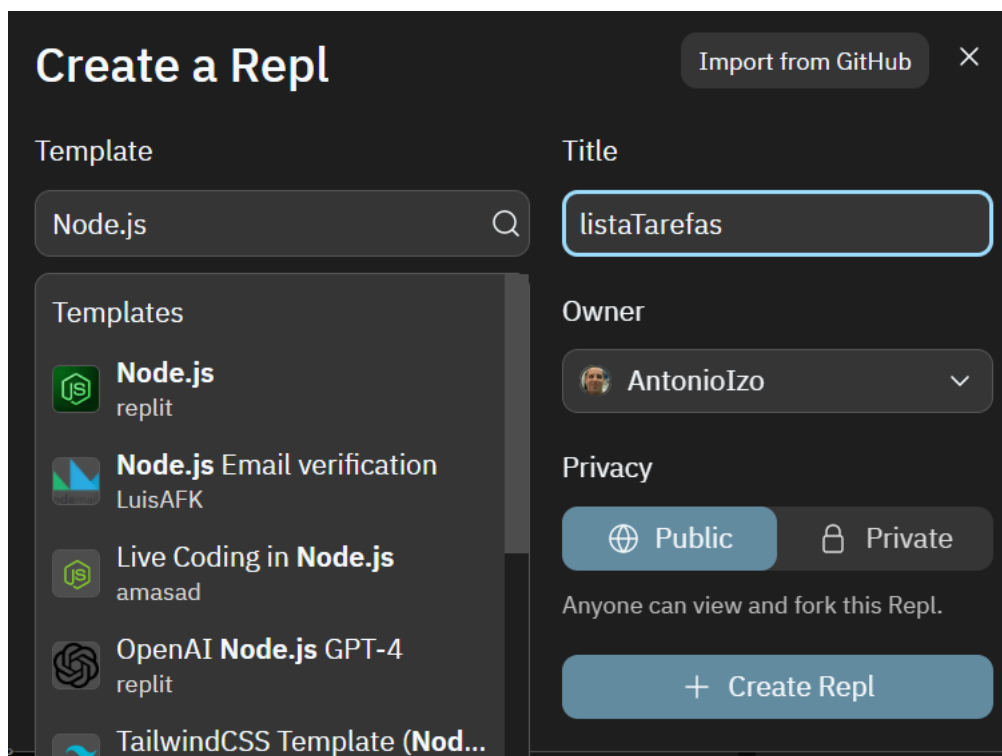 Create a Repl
Import from GitHub
Template
Node.js
Templates
Node.js
replit
Node.js Email verification
LuisAFK
Live Coding in Node.js
amasad
OpenAI Node.js GPT-4
replit
TailwindCSS Template (Nod...
Title
listaTarefas
Owner
AntonioIzo
Privacy
Public
Private
Anyone can view and fork this Repl.
+ Create Repl